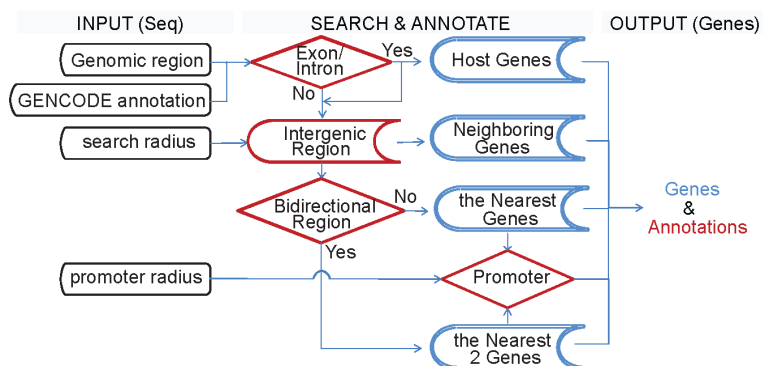 INPUT (Seq)
SEARCH & ANNOTATE
OUTPUT (Genes)
Genomic region
Exon/
Intron
Yes
Host Genes
No
GENCODE annotation
search radius
Intergenic
Region
Neighboring
Genes
Bidirectional
Region
No
the Nearest
Genes
Genes
&
Annotations
Yes
promoter radius
Promoter
the Nearest
2 Genes